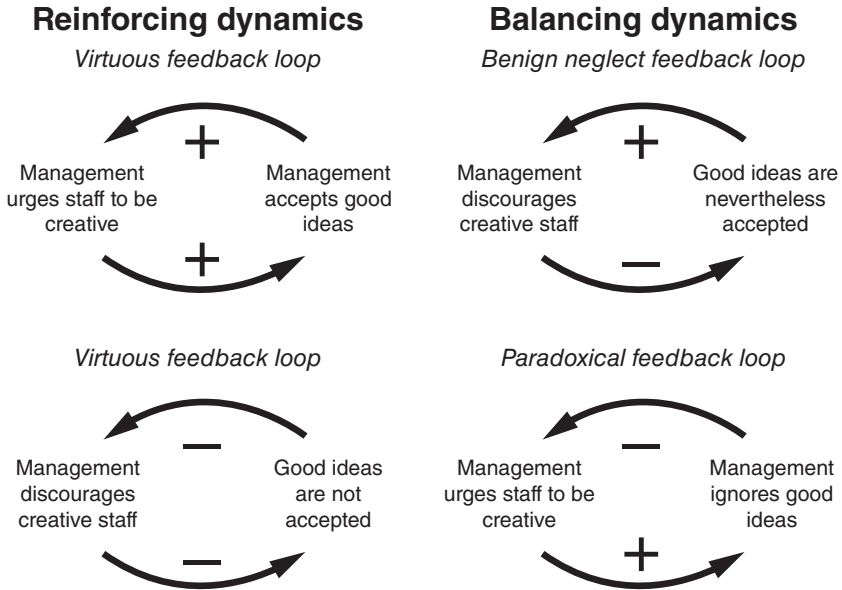 Reinforcing dynamics
Virtuous feedback loop
+
Management
urges staff to be
creative
Management
accepts good
ideas
+
Virtuous feedback loop
–
Management
discourages
creative staff
Good ideas
are not
accepted
–
Balancing dynamics
Benign neglect feedback loop
+
Management
discourages
creative staff
Good ideas are
nevertheless
accepted
–
Paradoxical feedback loop
–
Management
urges staff to be
creative
Management
ignores good
ideas
+